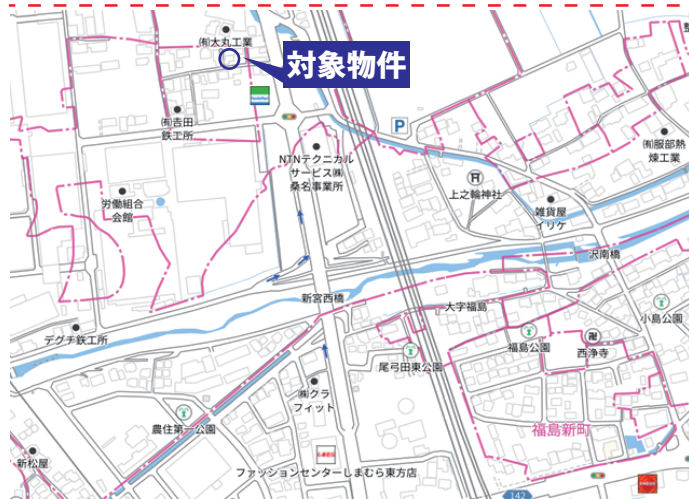 ㈲大丸工業
対象物件
㈲吉田
鉄工所
P
㈲服部熱
煉工業
NTNテクニカル
サービス㈱
桑名事業所
上之輪神社
労働組合
会館
雑貨屋
イリケ
沢南橋
新宮西橋
大字福島
小島公園
デグチ鉄工所
福島公園
西浄寺
卍
尾弓田東公園
㈱クラ
フィット
農住第一公園
福島新町
新松屋
ファッションセンターしまむら東方店
142